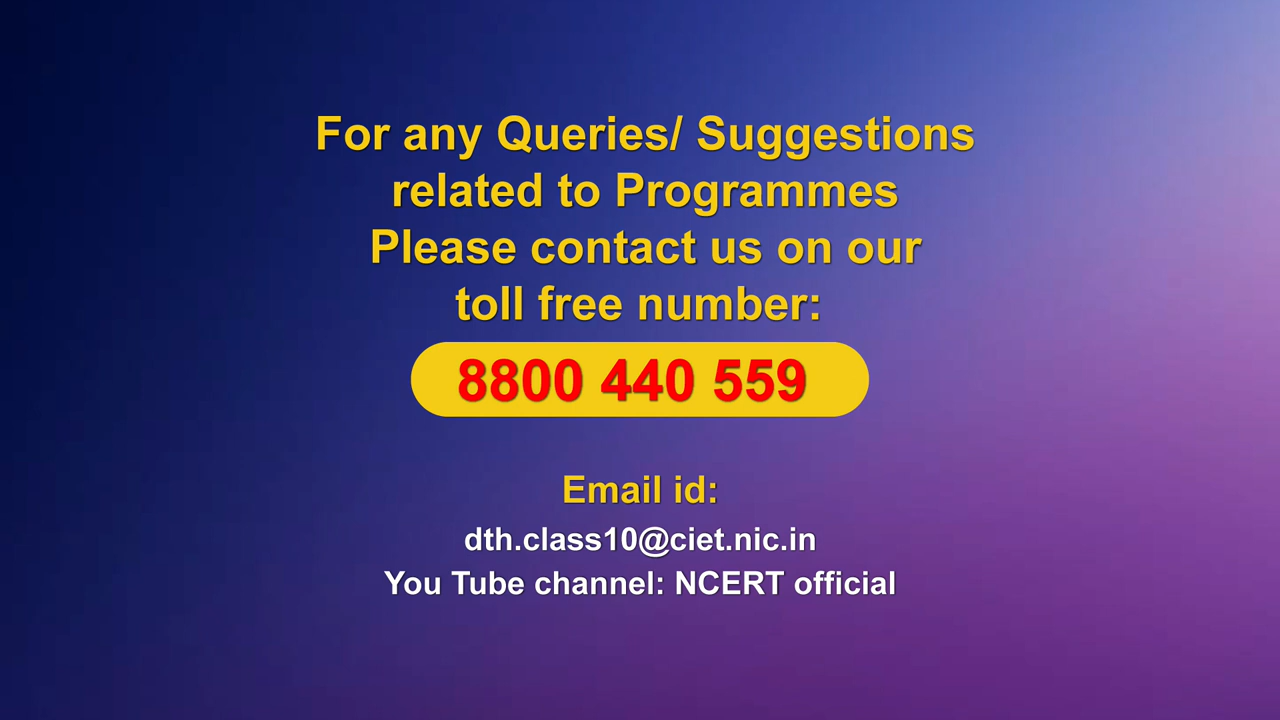 For any Queries/ Suggestions
related to Programmes
Please contact us on our
toll free number:
8800 440 559
Email id:
dth.class10@ciet.nic.in
You Tube channel: NCERT official